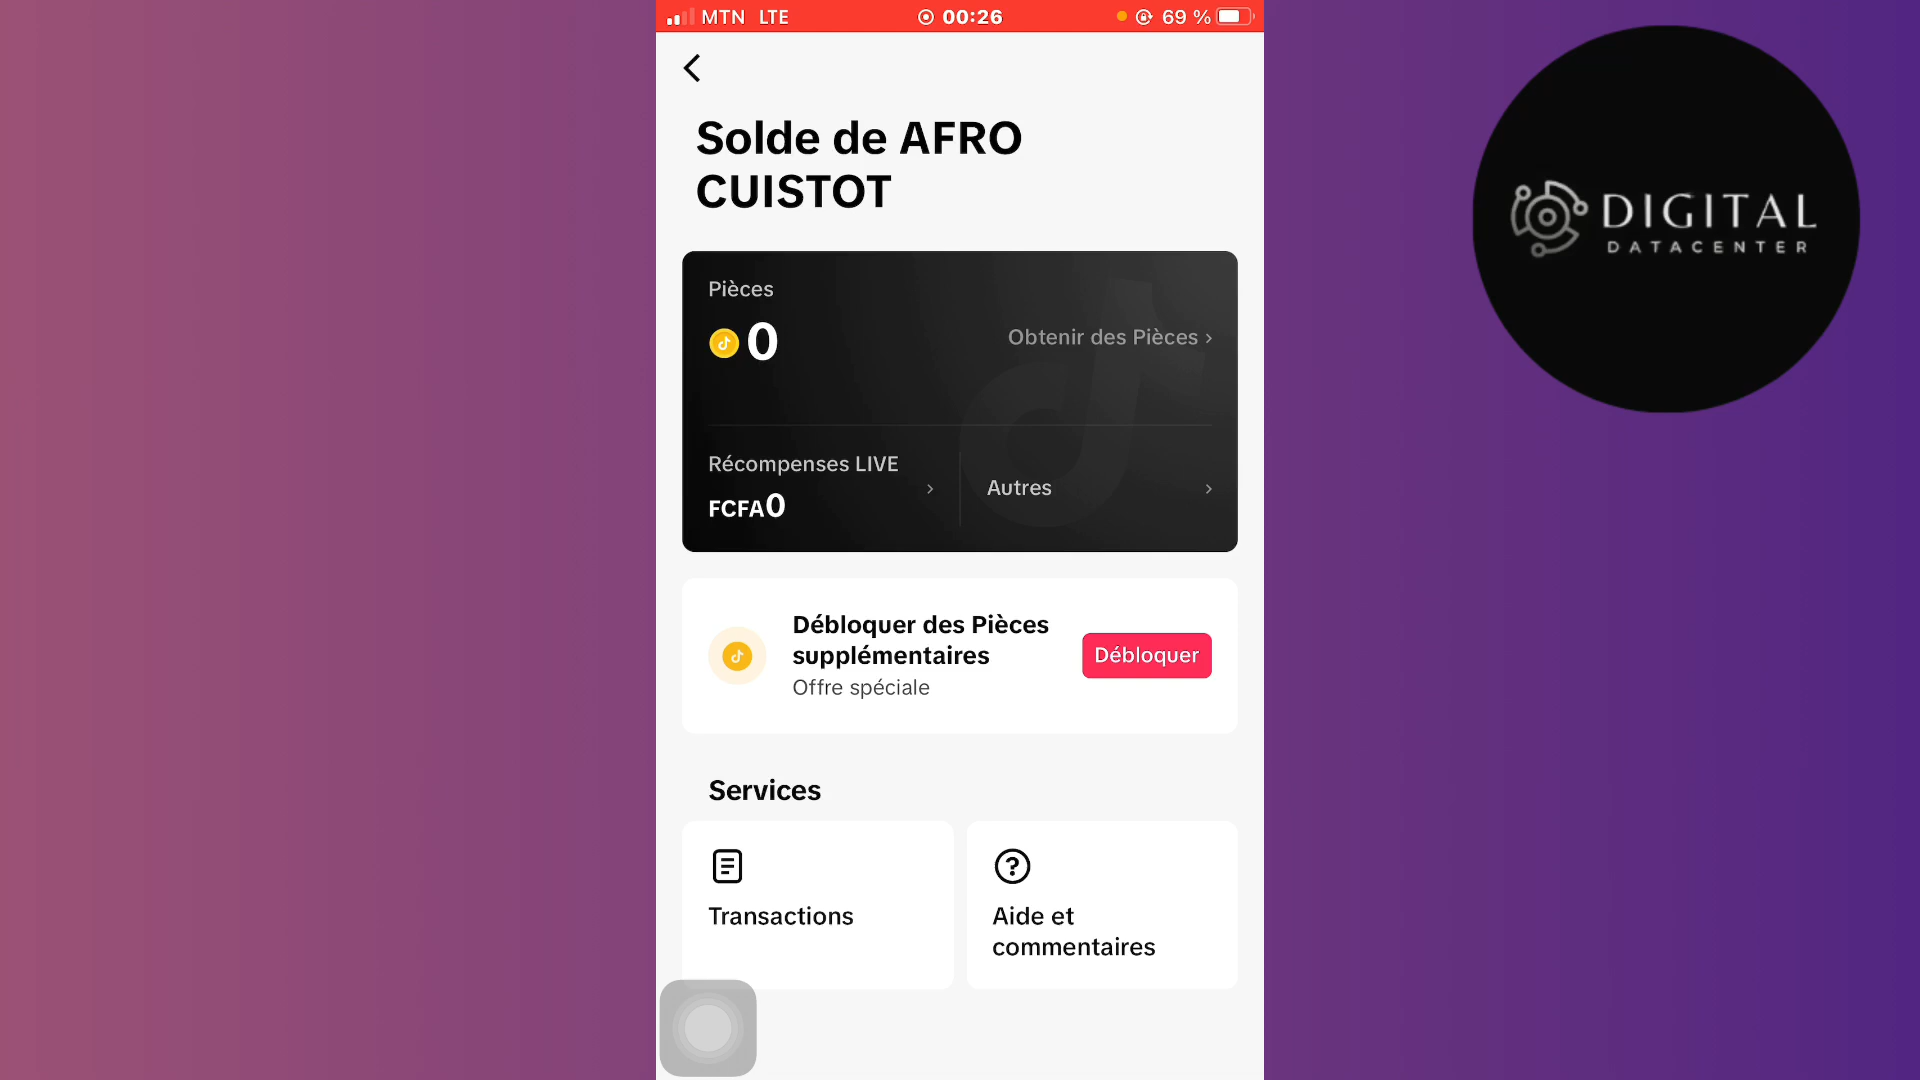 MTN LTE 00:26 69 %
Solde de AFRO
CUISTOT
Pièces
0
Obtenir des Pièces
Récompenses LIVE
FCFA0
Autres
Débloquer des Pièces
supplémentaires
Offre spéciale
Débloquer
Services
Transactions
Aide et
commentaires
DIGITAL
DATACENTER